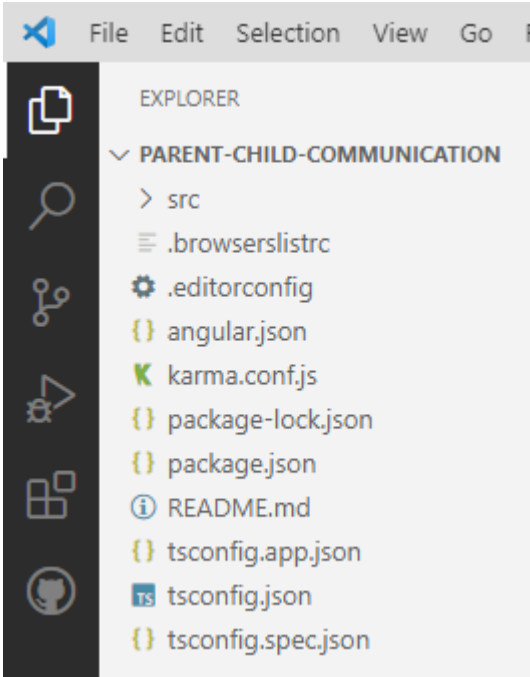 File Edit Selection View Go
EXPLORER
PARENT-CHILD-COMMUNICATION
src
.browserslistrc
.editorconfig
{} angular.json
karma.conf.js
{} package-lock.json
{} package.json
README.md
{} tsconfig.app.json
TS tsconfig.json
{} tsconfig.spec.json